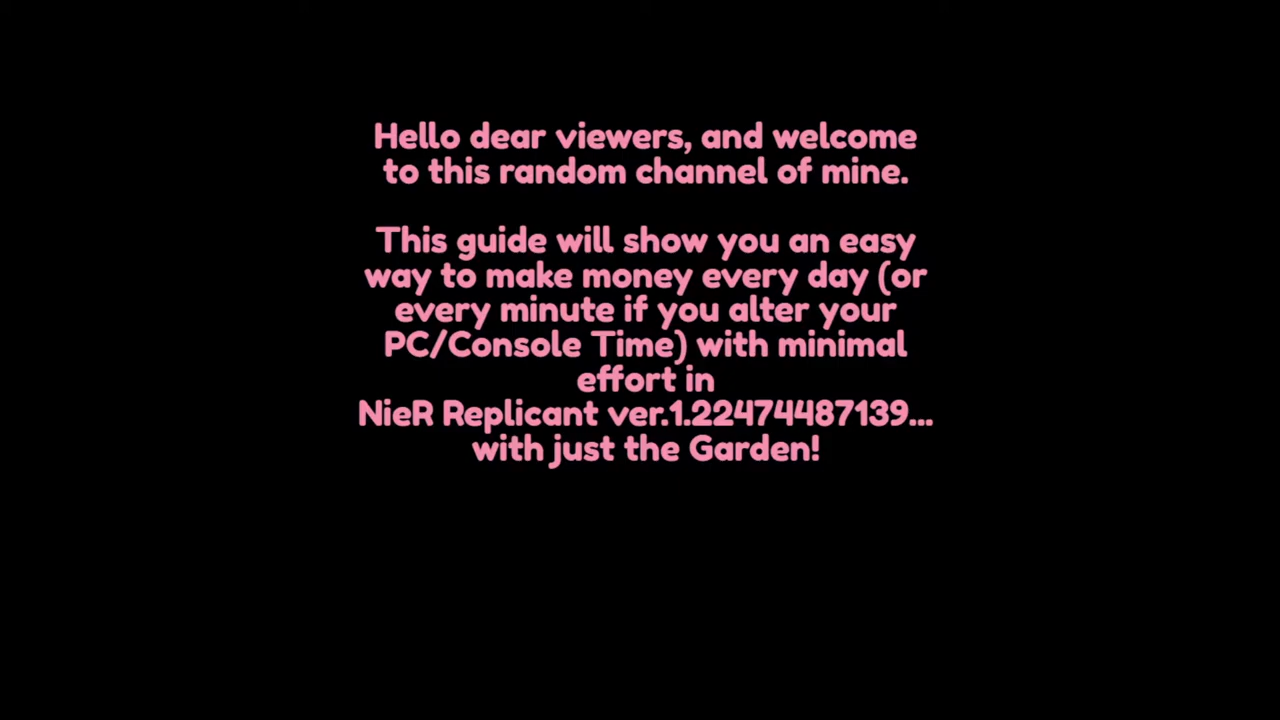 Hello dear viewers, and welcome
to this random channel of mine.
This guide will show you an easy
way to make money every day (or
every minute if you alter your
PC/Console Time) with minimal
effort in
NieR Replicant ver.1.22474487139...
with just the Garden!